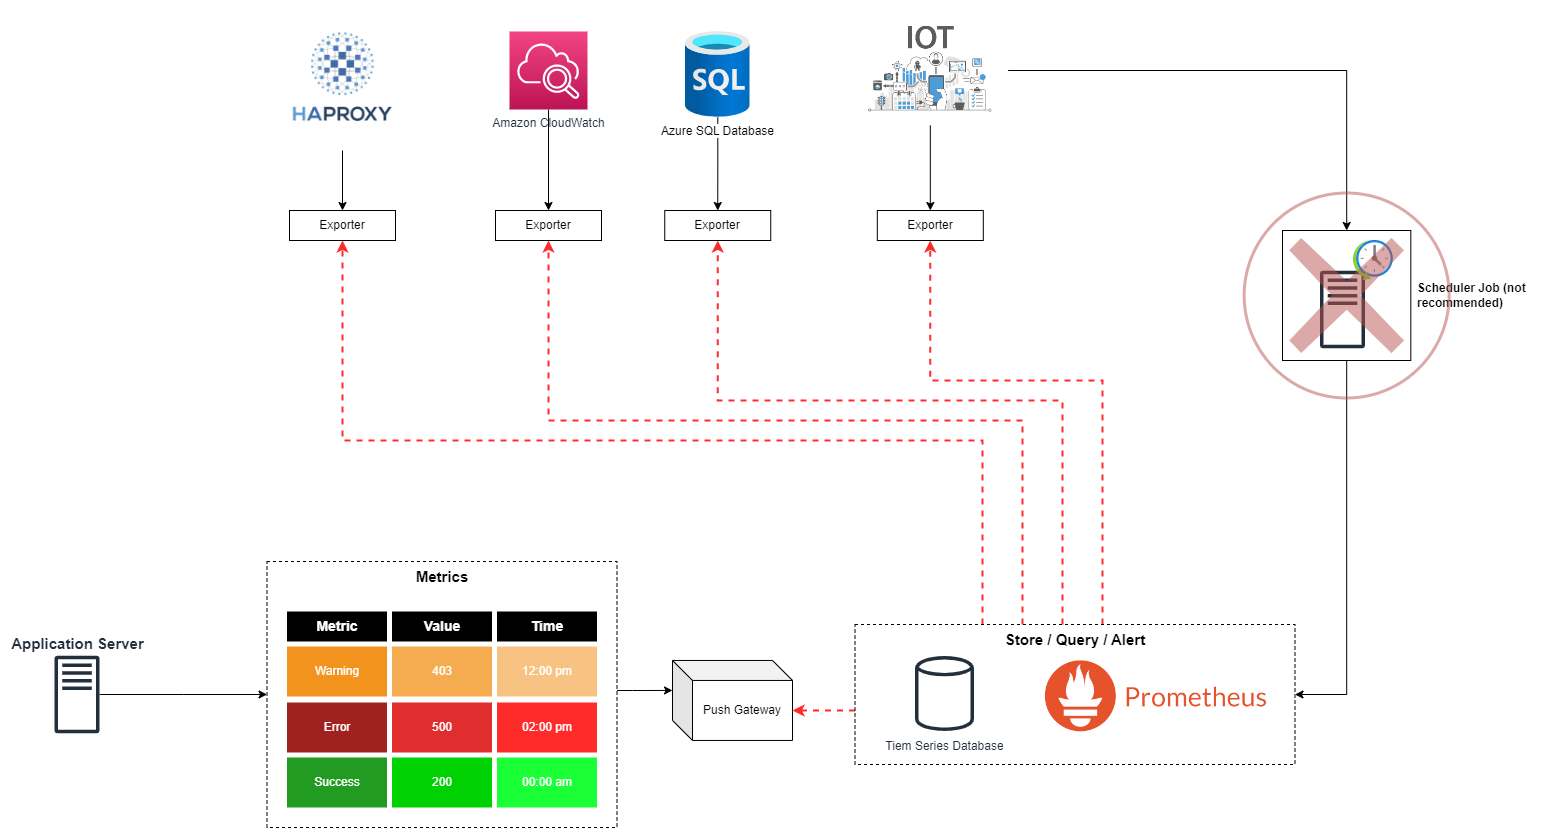 IOT
HAPROXY
Amazon CloudWatch
SQL
Azure SQL Database
Exporter
Exporter
Exporter
Exporter
Scheduler Job (not
recommended)
Metrics
Metric Value Time
Warning 403 12:00 pm
Error 500 02:00 pm
Success 200 00:00 am
Application Server
Push Gateway
Store / Query / Alert
Prometheus
Tiem Series Database